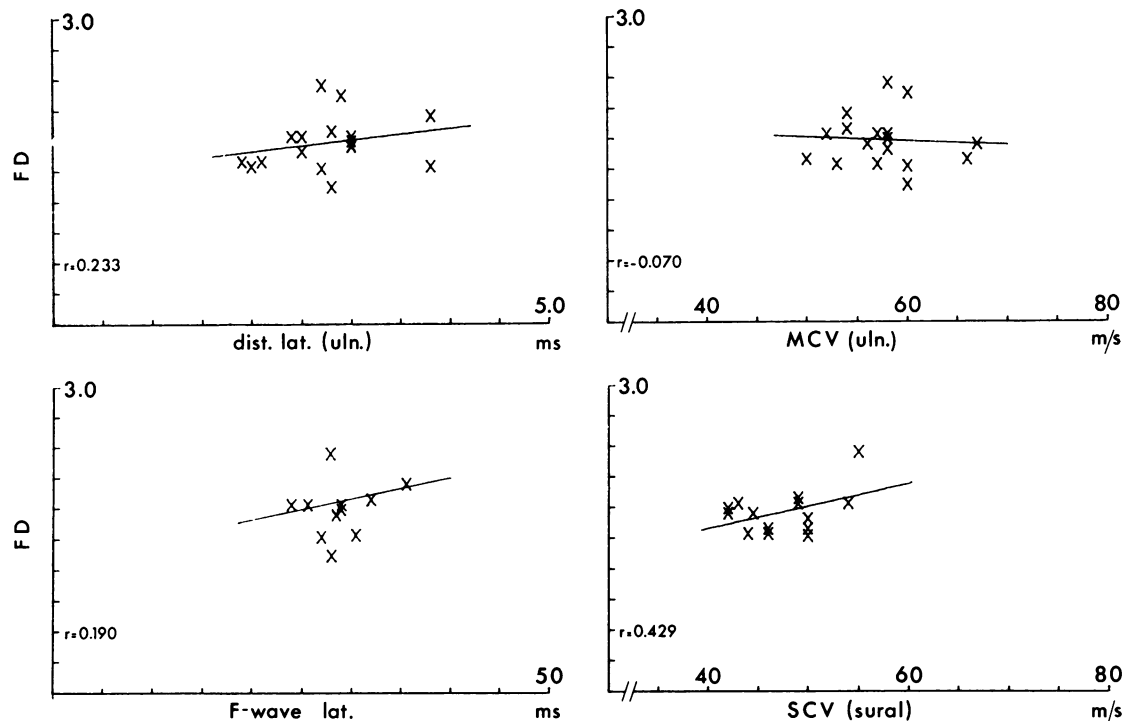 3.0
FD
r=0.233
5.0
dist. lat. (uln.) ms
3.0
r=-0.070
40 60 80
MCV (uln.) m/s
3.0
FD
r=0.190
50
F-wave lat. ms
3.0
r=0.429
40 60 80
SCV (sural) m/s